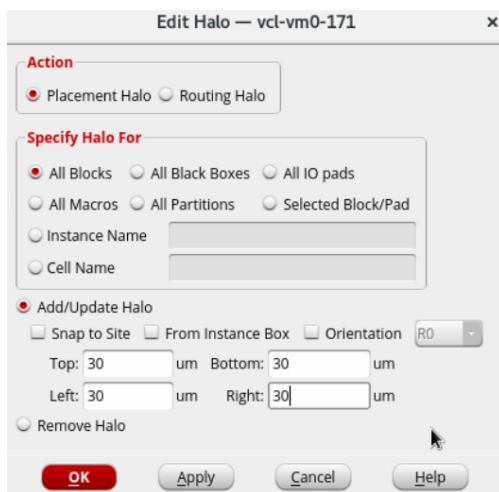 Edit Halo — vcl-vm0-171 ×
Action
Placement Halo Routing Halo
Specify Halo For
All Blocks All Black Boxes All IO pads
All Macros All Partitions Selected Block/Pad
Instance Name
Cell Name
Add/Update Halo
Snap to Site From Instance Box Orientation R0
Top: 30 um Bottom: 30 um
Left: 30 um Right: 30 um
Remove Halo
OK Apply Cancel Help